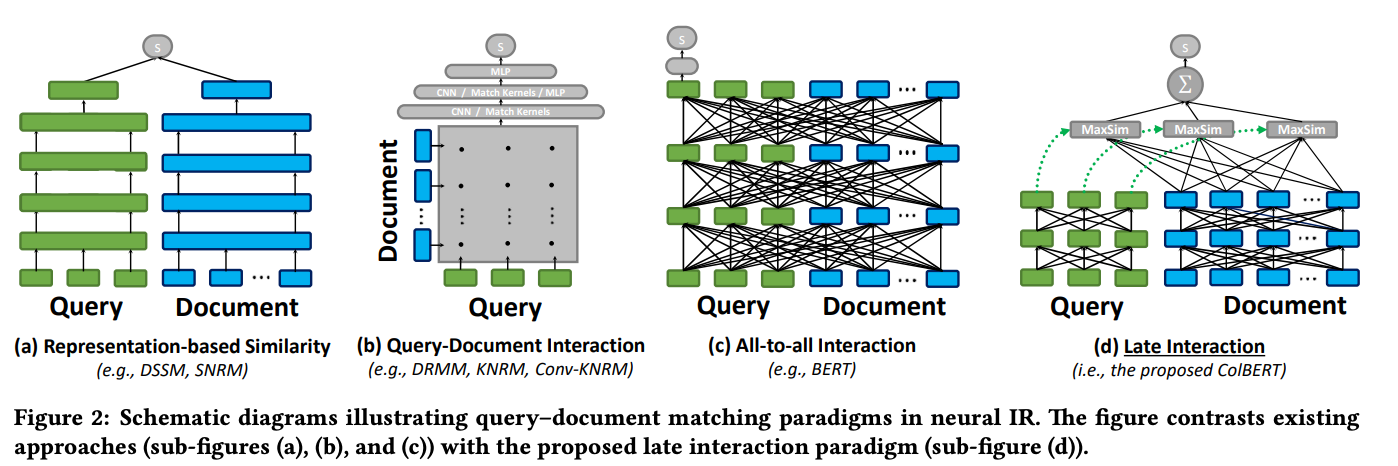 S
Query
Document
(a) Representation-based Similarity
(e.g., DSSM, SNRM)
S
MLP
CNN / Match Kernels / MLP
CNN / Match Kernels
Document
Query
(b) Query-Document Interaction
(e.g., DRMM, KNRM, Conv-KNRM)
S
Query
Document
(c) All-to-all Interaction
(e.g., BERT)
S
Σ
MaxSim
MaxSim
MaxSim
Query
Document
(d) Late Interaction
(i.e., the proposed ColBERT)
Figure 2: Schematic diagrams illustrating query–document matching paradigms in neural IR. The figure contrasts existing
approaches (sub-figures (a), (b), and (c)) with the proposed late interaction paradigm (sub-figure (d)).